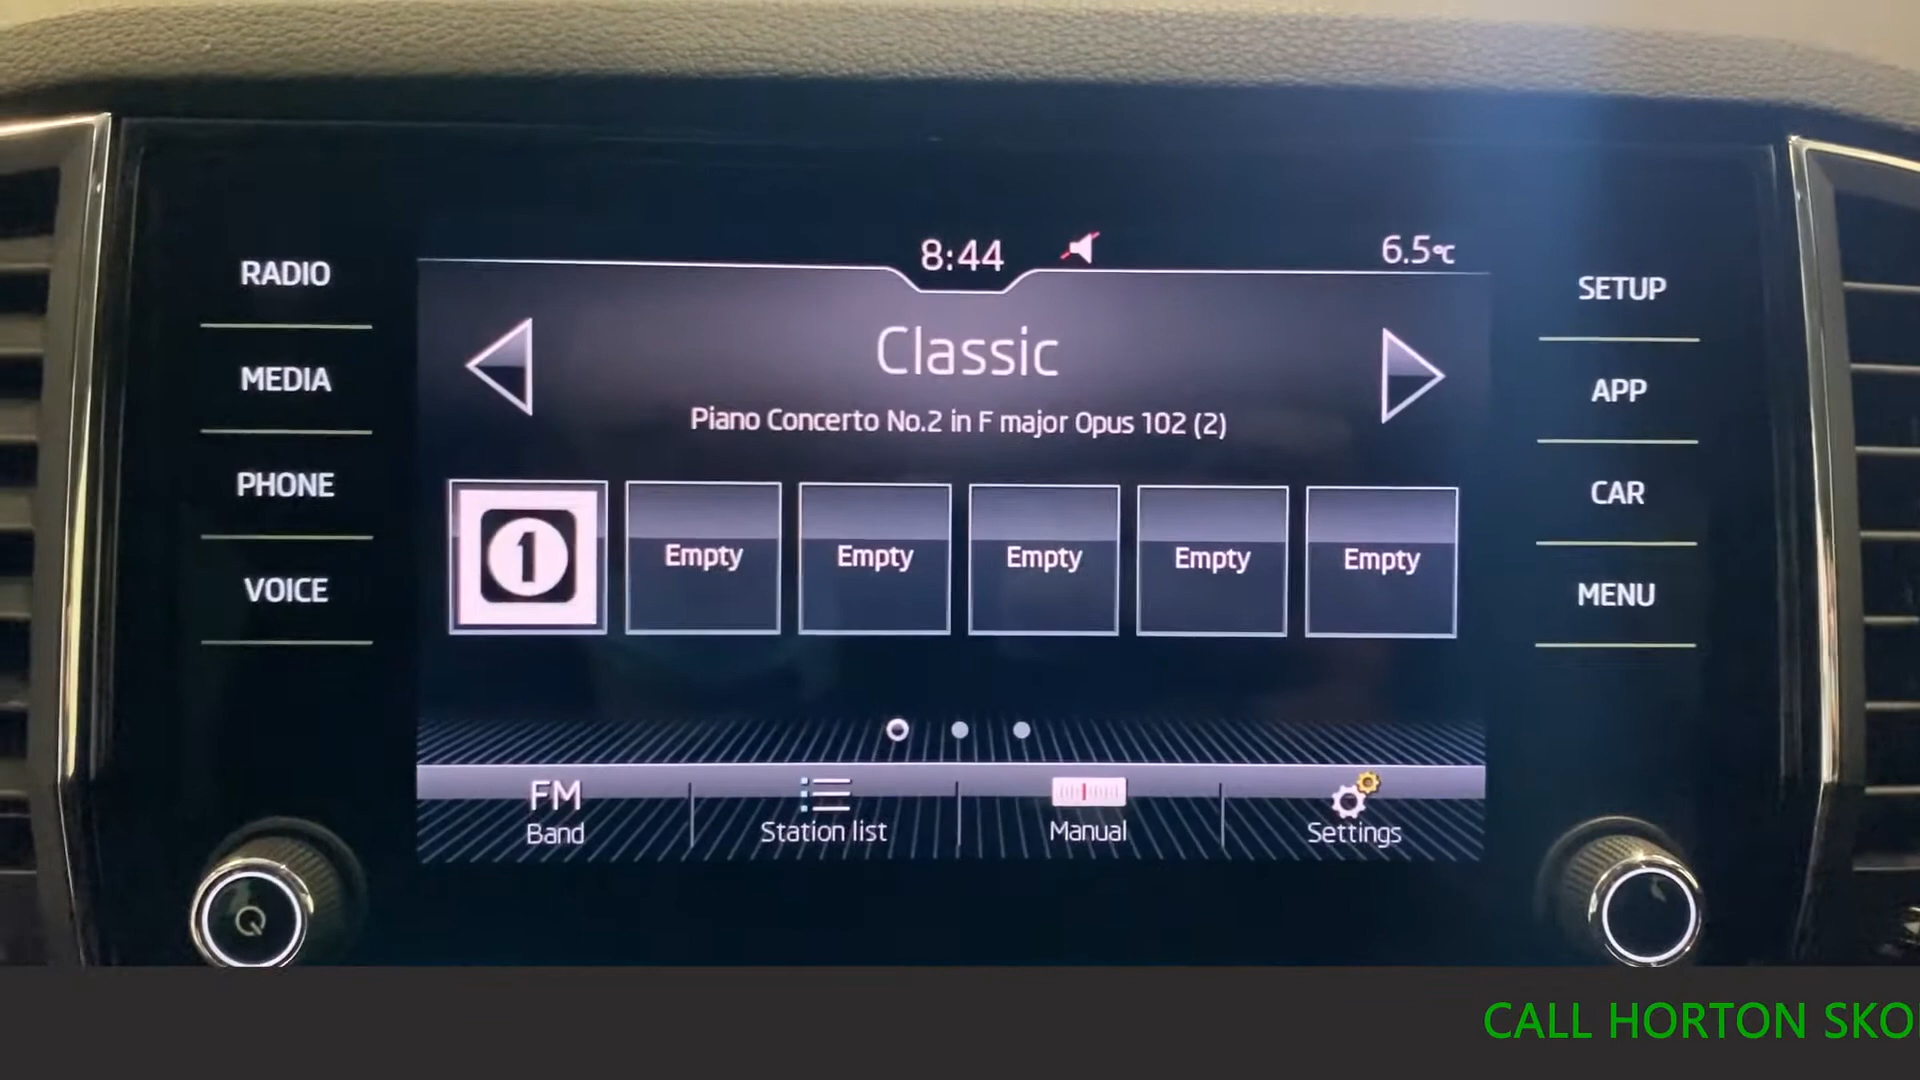 8:44
6.5°C
RADIO
MEDIA
PHONE
VOICE
Classic
Piano Concerto No.2 in F major Opus 102 (2)
1
Empty
Empty
Empty
Empty
Empty
SETUP
APP
CAR
MENU
FM
Band
Station list
Manual
Settings
CALL HORTON SKO